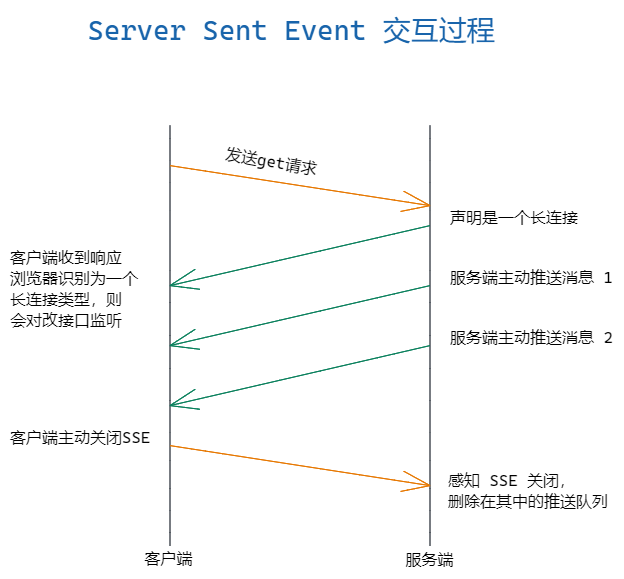 Server Sent Event 交互过程
发送get请求
声明是一个长连接
客户端收到响应
浏览器识别为一个
长连接类型，则
会对改接口监听
服务端主动推送消息 1
服务端主动推送消息 2
客户端主动关闭SSE
感知 SSE 关闭，
删除在其中的推送队列
客户端
服务端